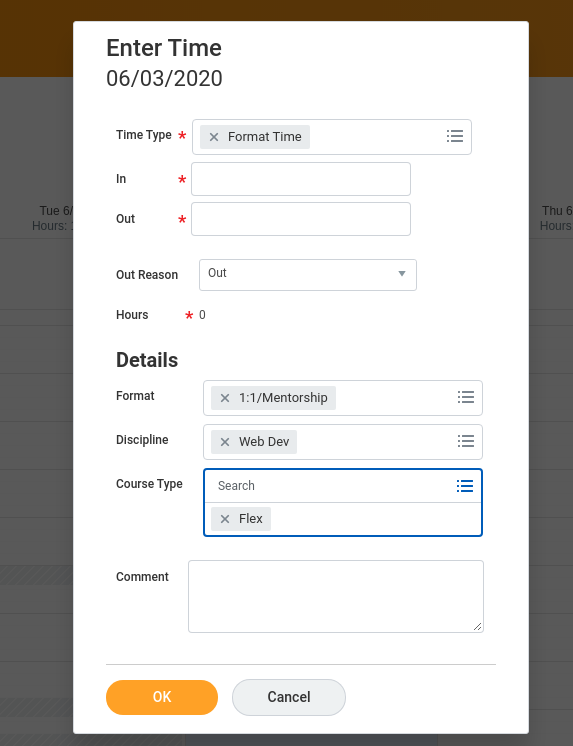 Enter Time
06/03/2020
Time Type * × Format Time
In *
Tue 6/
Thu 6
Out *
Hours:
Hours
Out Reason Out
Hours * 0
Details
Format × 1:1/Mentorship
Discipline × Web Dev
Course Type Search
× Flex
Comment
OK Cancel